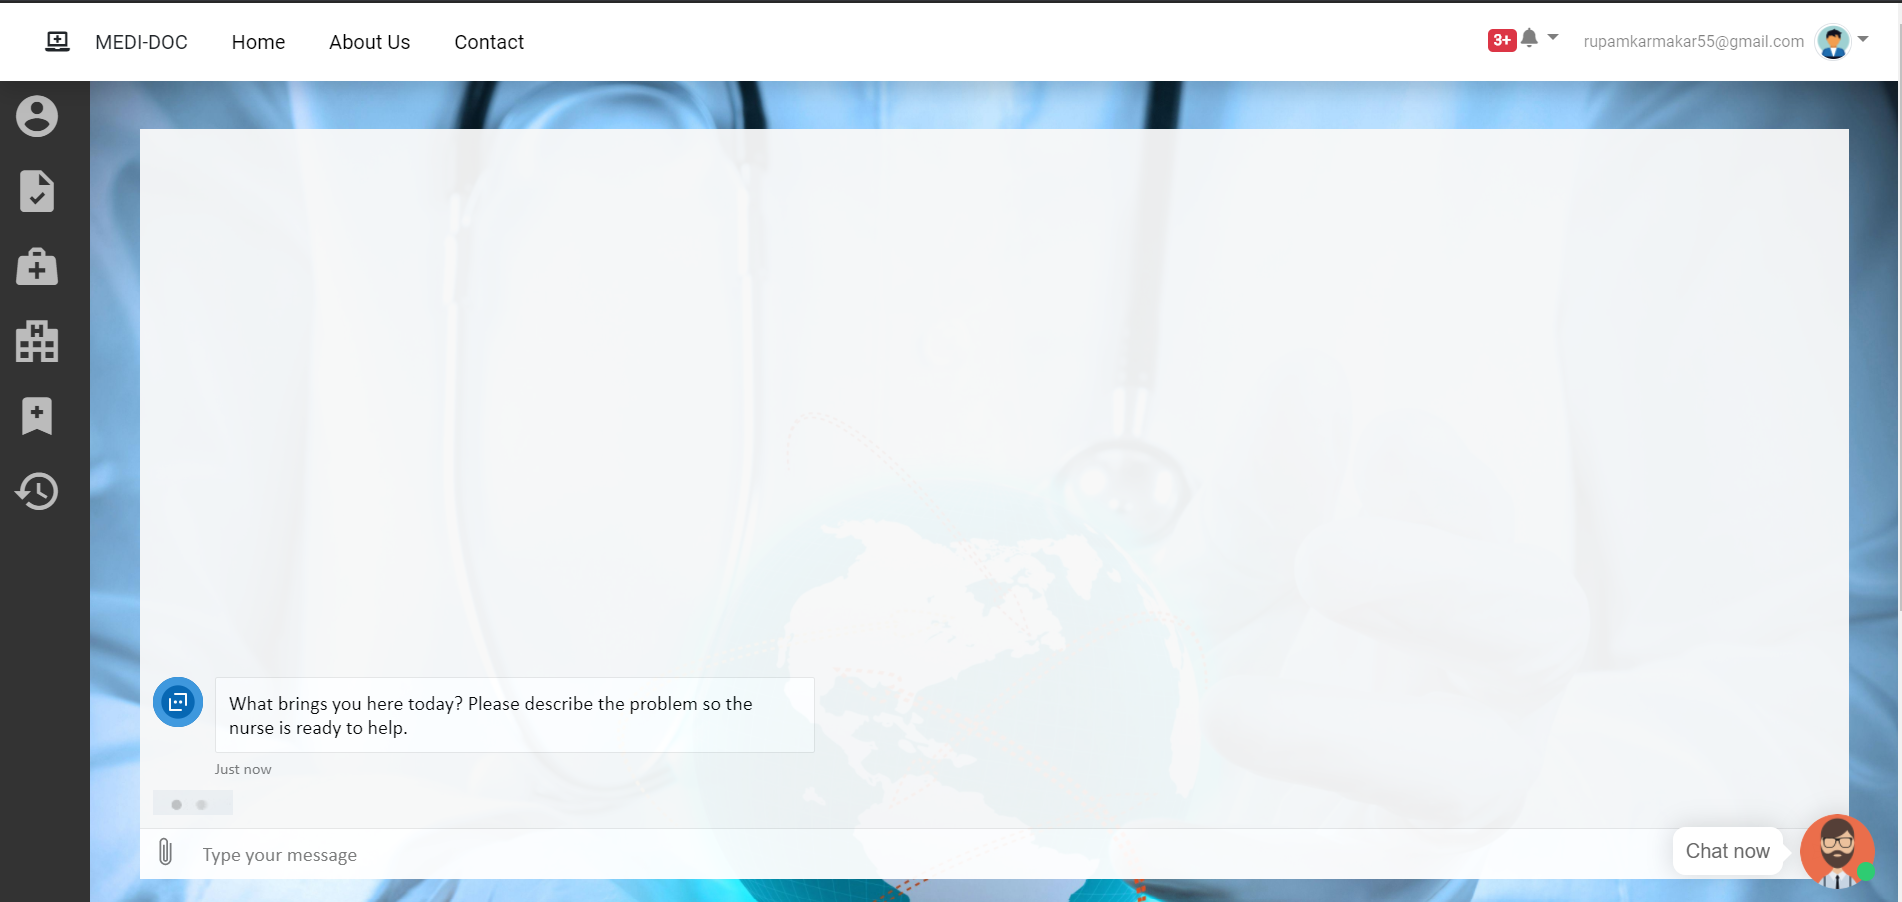 MEDI-DOC Home About Us Contact 3+ rupamkarmakar55@gmail.com
What brings you here today? Please describe the problem so the
nurse is ready to help.
Just now
Type your message
Chat now